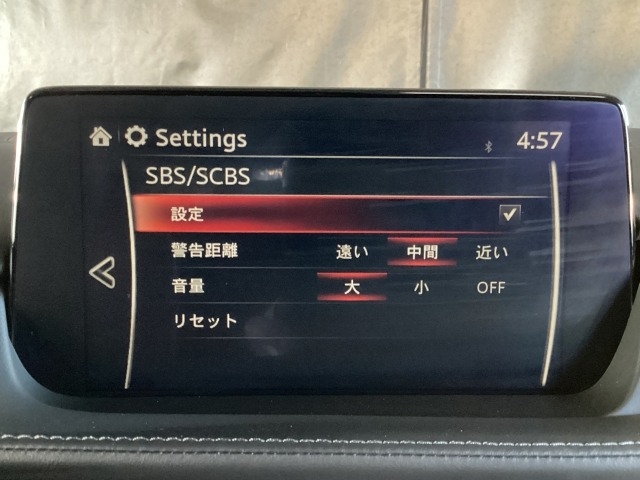 Settings 4:57
SBS/SCBS
設定
警告距離 遠い 中間 近い
音量 大 小 OFF
リセット